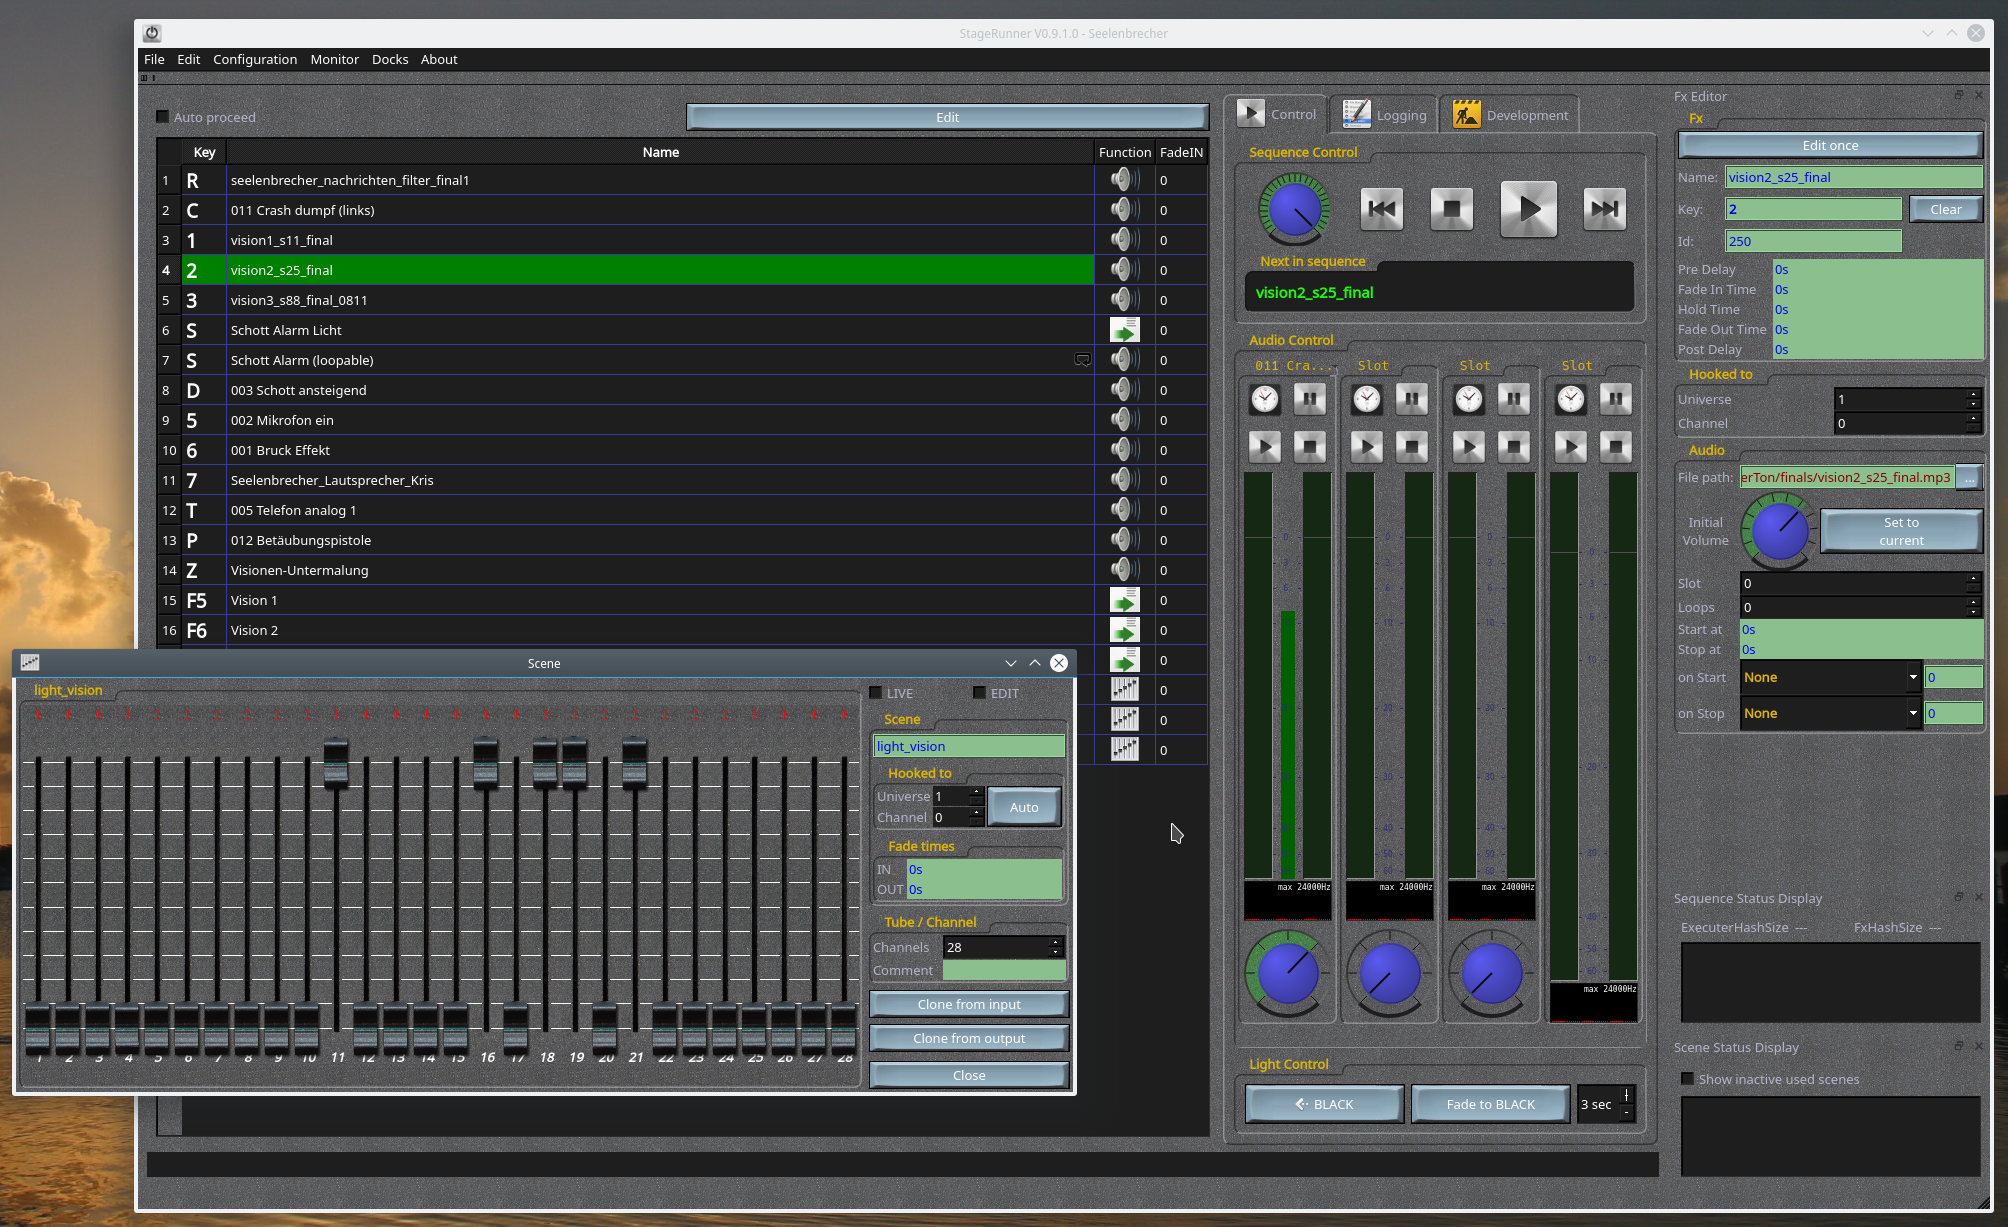 StageRunner V0.9.1.0 - Seelenbrecher
File Edit Configuration Monitor Docks About
Auto proceed
Edit
Key Name Function FadeIN
1 R seelenbrecher_nachrichten_filter_final1 0
2 C 011 Crash dumpf (links) 0
3 1 vision1_s11_final 0
4 2 vision2_s25_final 0
5 3 vision3_s88_final_0811 0
6 S Schott Alarm Licht 0
7 S Schott Alarm (loopable) 0
8 D 003 Schott ansteigend 0
9 5 002 Mikrofon ein 0
10 6 001 Bruck Effekt 0
11 7 Seelenbrecher_Lautsprecher_Kris 0
12 T 005 Telefon analog 1 0
13 P 012 Betäubungspistole 0
14 Z Visionen-Untermalung 0
15 F5 Vision 1 0
16 F6 Vision 2 0
0
0
0
0
Scene
light_vision
1 2 3 4 5 6 7 8 9 10 11 12 13 14 15 16 17 18 19 20 21 22 23 24 25 26 27 28
LIVE EDIT
Scene
light_vision
Hooked to
Universe 1
Channel 0
Auto
Fade times
IN 0s
OUT 0s
Tube / Channel
Channels 28
Comment
Clone from input
Clone from output
Close
Control Logging Development
Sequence Control
Next in sequence
vision2_s25_final
Audio Control
011 Cra... Slot Slot Slot
max 24000Hz max 24000Hz max 24000Hz max 24000Hz
Light Control
BLACK Fade to BLACK 3 sec
Fx Editor
Fx
Edit once
Name: vision2_s25_final
Key: 2 Clear
Id: 250
Pre Delay 0s
Fade In Time 0s
Hold Time 0s
Fade Out Time 0s
Post Delay 0s
Hooked to
Universe 1
Channel 0
Audio
File path: erTon/finals/vision2_s25_final.mp3 ...
Initial
Volume
Set to
current
Slot 0
Loops 0
Start at 0s
Stop at 0s
on Start None 0
on Stop None 0
Sequence Status Display
ExecuterHashSize --- FxHashSize ---
Scene Status Display
Show inactive used scenes